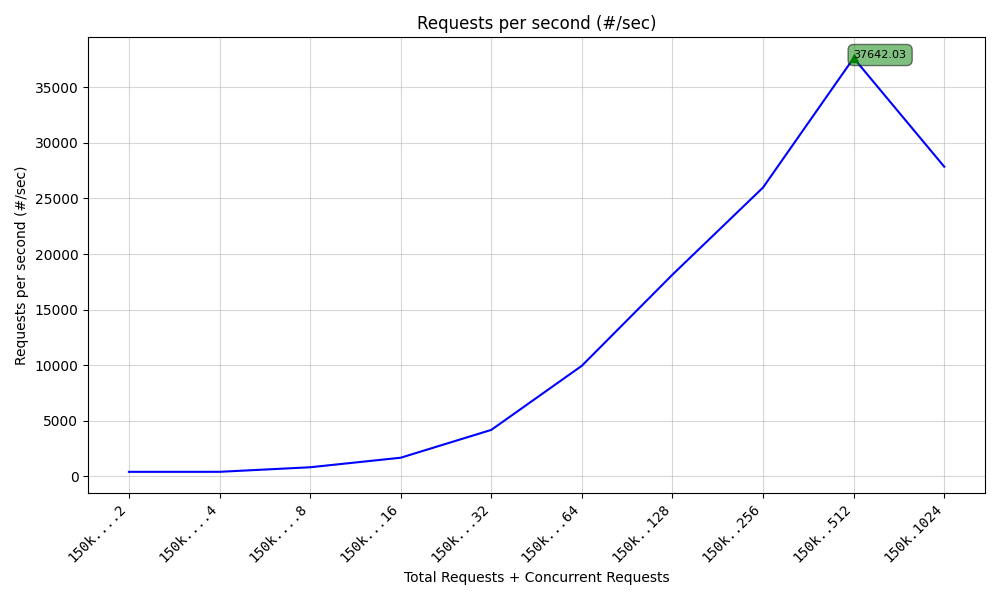 Requests per second (#/sec)
37642.03
35000
30000
25000
20000
15000
10000
5000
0
Requests per second (#/sec)
150k....2
150k....4
150k....8
150k...16
150k...32
150k...64
150k..128
150k..256
150k..512
150k.1024
Total Requests + Concurrent Requests